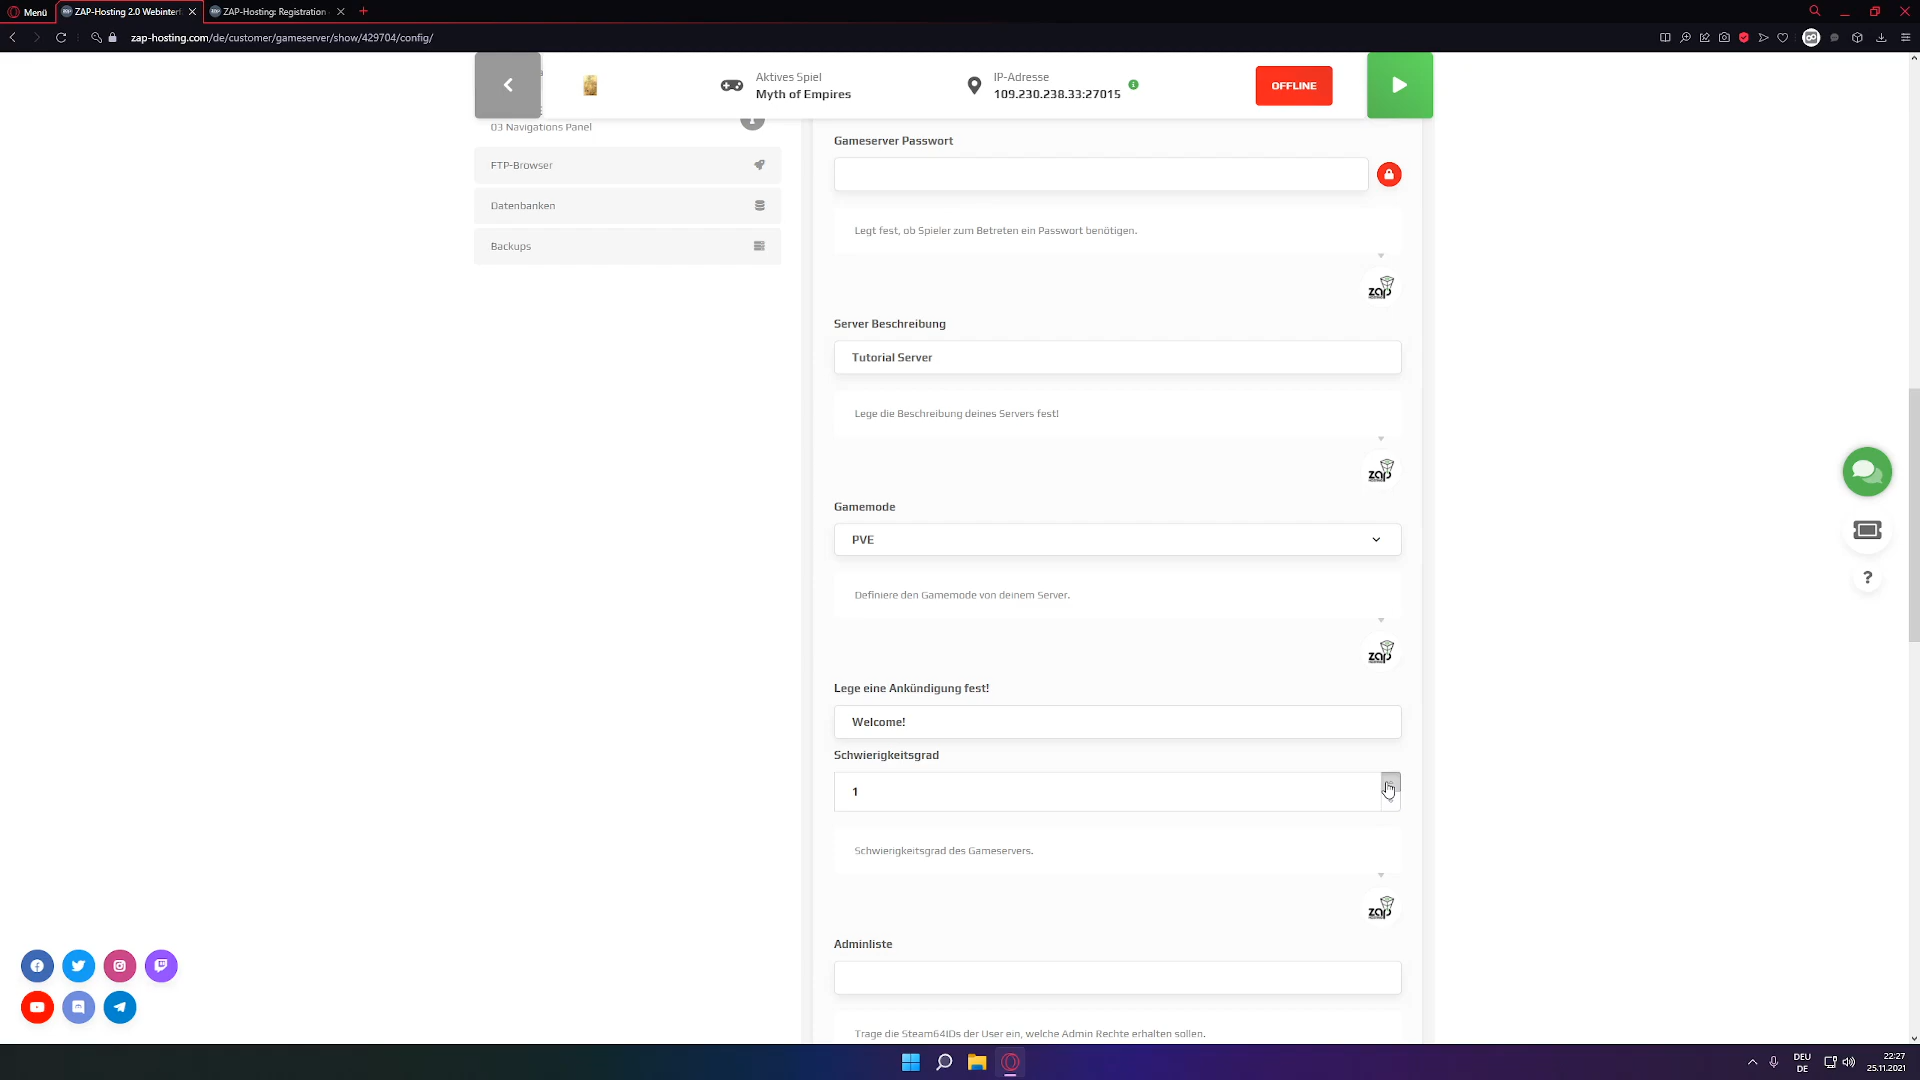 Menü
ZAP-Hosting 2.0 Webinterf
ZAP-Hosting: Registration
zap-hosting.com/de/customer/gameserver/show/429704/config/
Aktives Spiel
Myth of Empires
IP-Adresse
109.230.238.33:27015
OFFLINE
03 Navigations Panel
FTP-Browser
Datenbanken
Backups
Gameserver Passwort
Legt fest, ob Spieler zum Betreten ein Passwort benötigen.
zap
Server Beschreibung
Tutorial Server
Lege die Beschreibung deines Servers fest!
zap
Gamemode
PVE
Definiere den Gamemode von deinem Server.
zap
Lege eine Ankündigung fest!
Welcome!
Schwierigkeitsgrad
1
Schwierigkeitsgrad des Gameservers.
zap
Adminliste
Trage die Steam64IDs der User ein, welche Admin Rechte erhalten sollen.
?
DEU
DE
22:27
25.11.2021